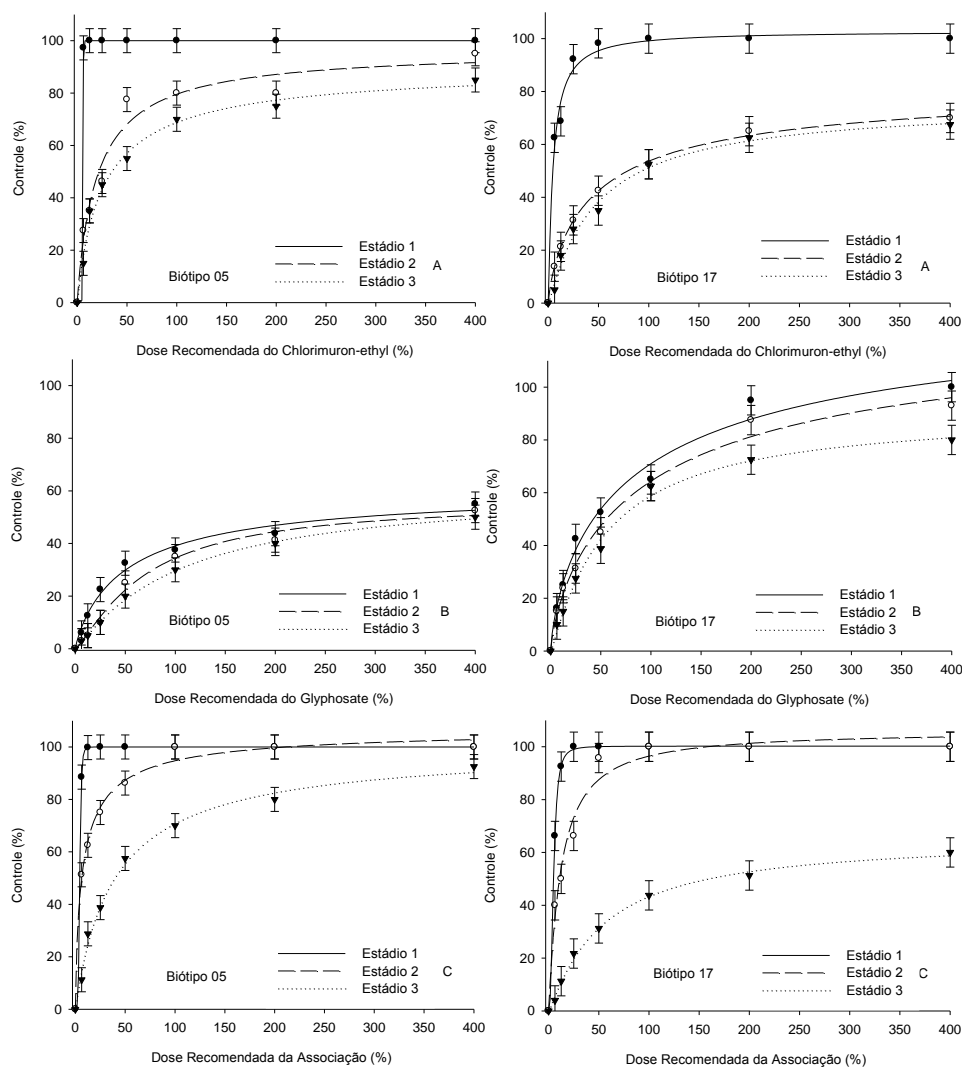 Controle (%)
100
80
60
40
20
0
Estádio 1
Estádio 2 A
Estádio 3
Biótipo 05
0 50 100 150 200 250 300 350 400
Dose Recomendada do Chlorimuron-ethyl (%)
Controle (%)
100
80
60
40
20
0
Estádio 1
Estádio 2
Estádio 3 A
Biótipo 17
0 50 100 150 200 250 300 350 400
Dose Recomendada do Chlorimuron-ethyl (%)
Controle (%)
100
80
60
40
20
0
Estádio 1
Estádio 2 B
Estádio 3
Biótipo 05
0 50 100 150 200 250 300 350 400
Dose Recomendada do Glyphosate (%)
Controle (%)
100
80
60
40
20
0
Estádio 1
Estádio 2 B
Estádio 3
Biótipo 17
0 50 100 150 200 250 300 350 400
Dose Recomendada do Glyphosate (%)
Controle (%)
100
80
60
40
20
0
Estádio 1
Estádio 2 C
Estádio 3
Biótipo 05
0 50 100 150 200 250 300 350 400
Dose Recomendada da Associação (%)
Controle (%)
100
80
60
40
20
0
Estádio 1
Estádio 2 C
Estádio 3
Biótipo 17
0 50 100 150 200 250 300 350 400
Dose Recomendada da Associação (%)